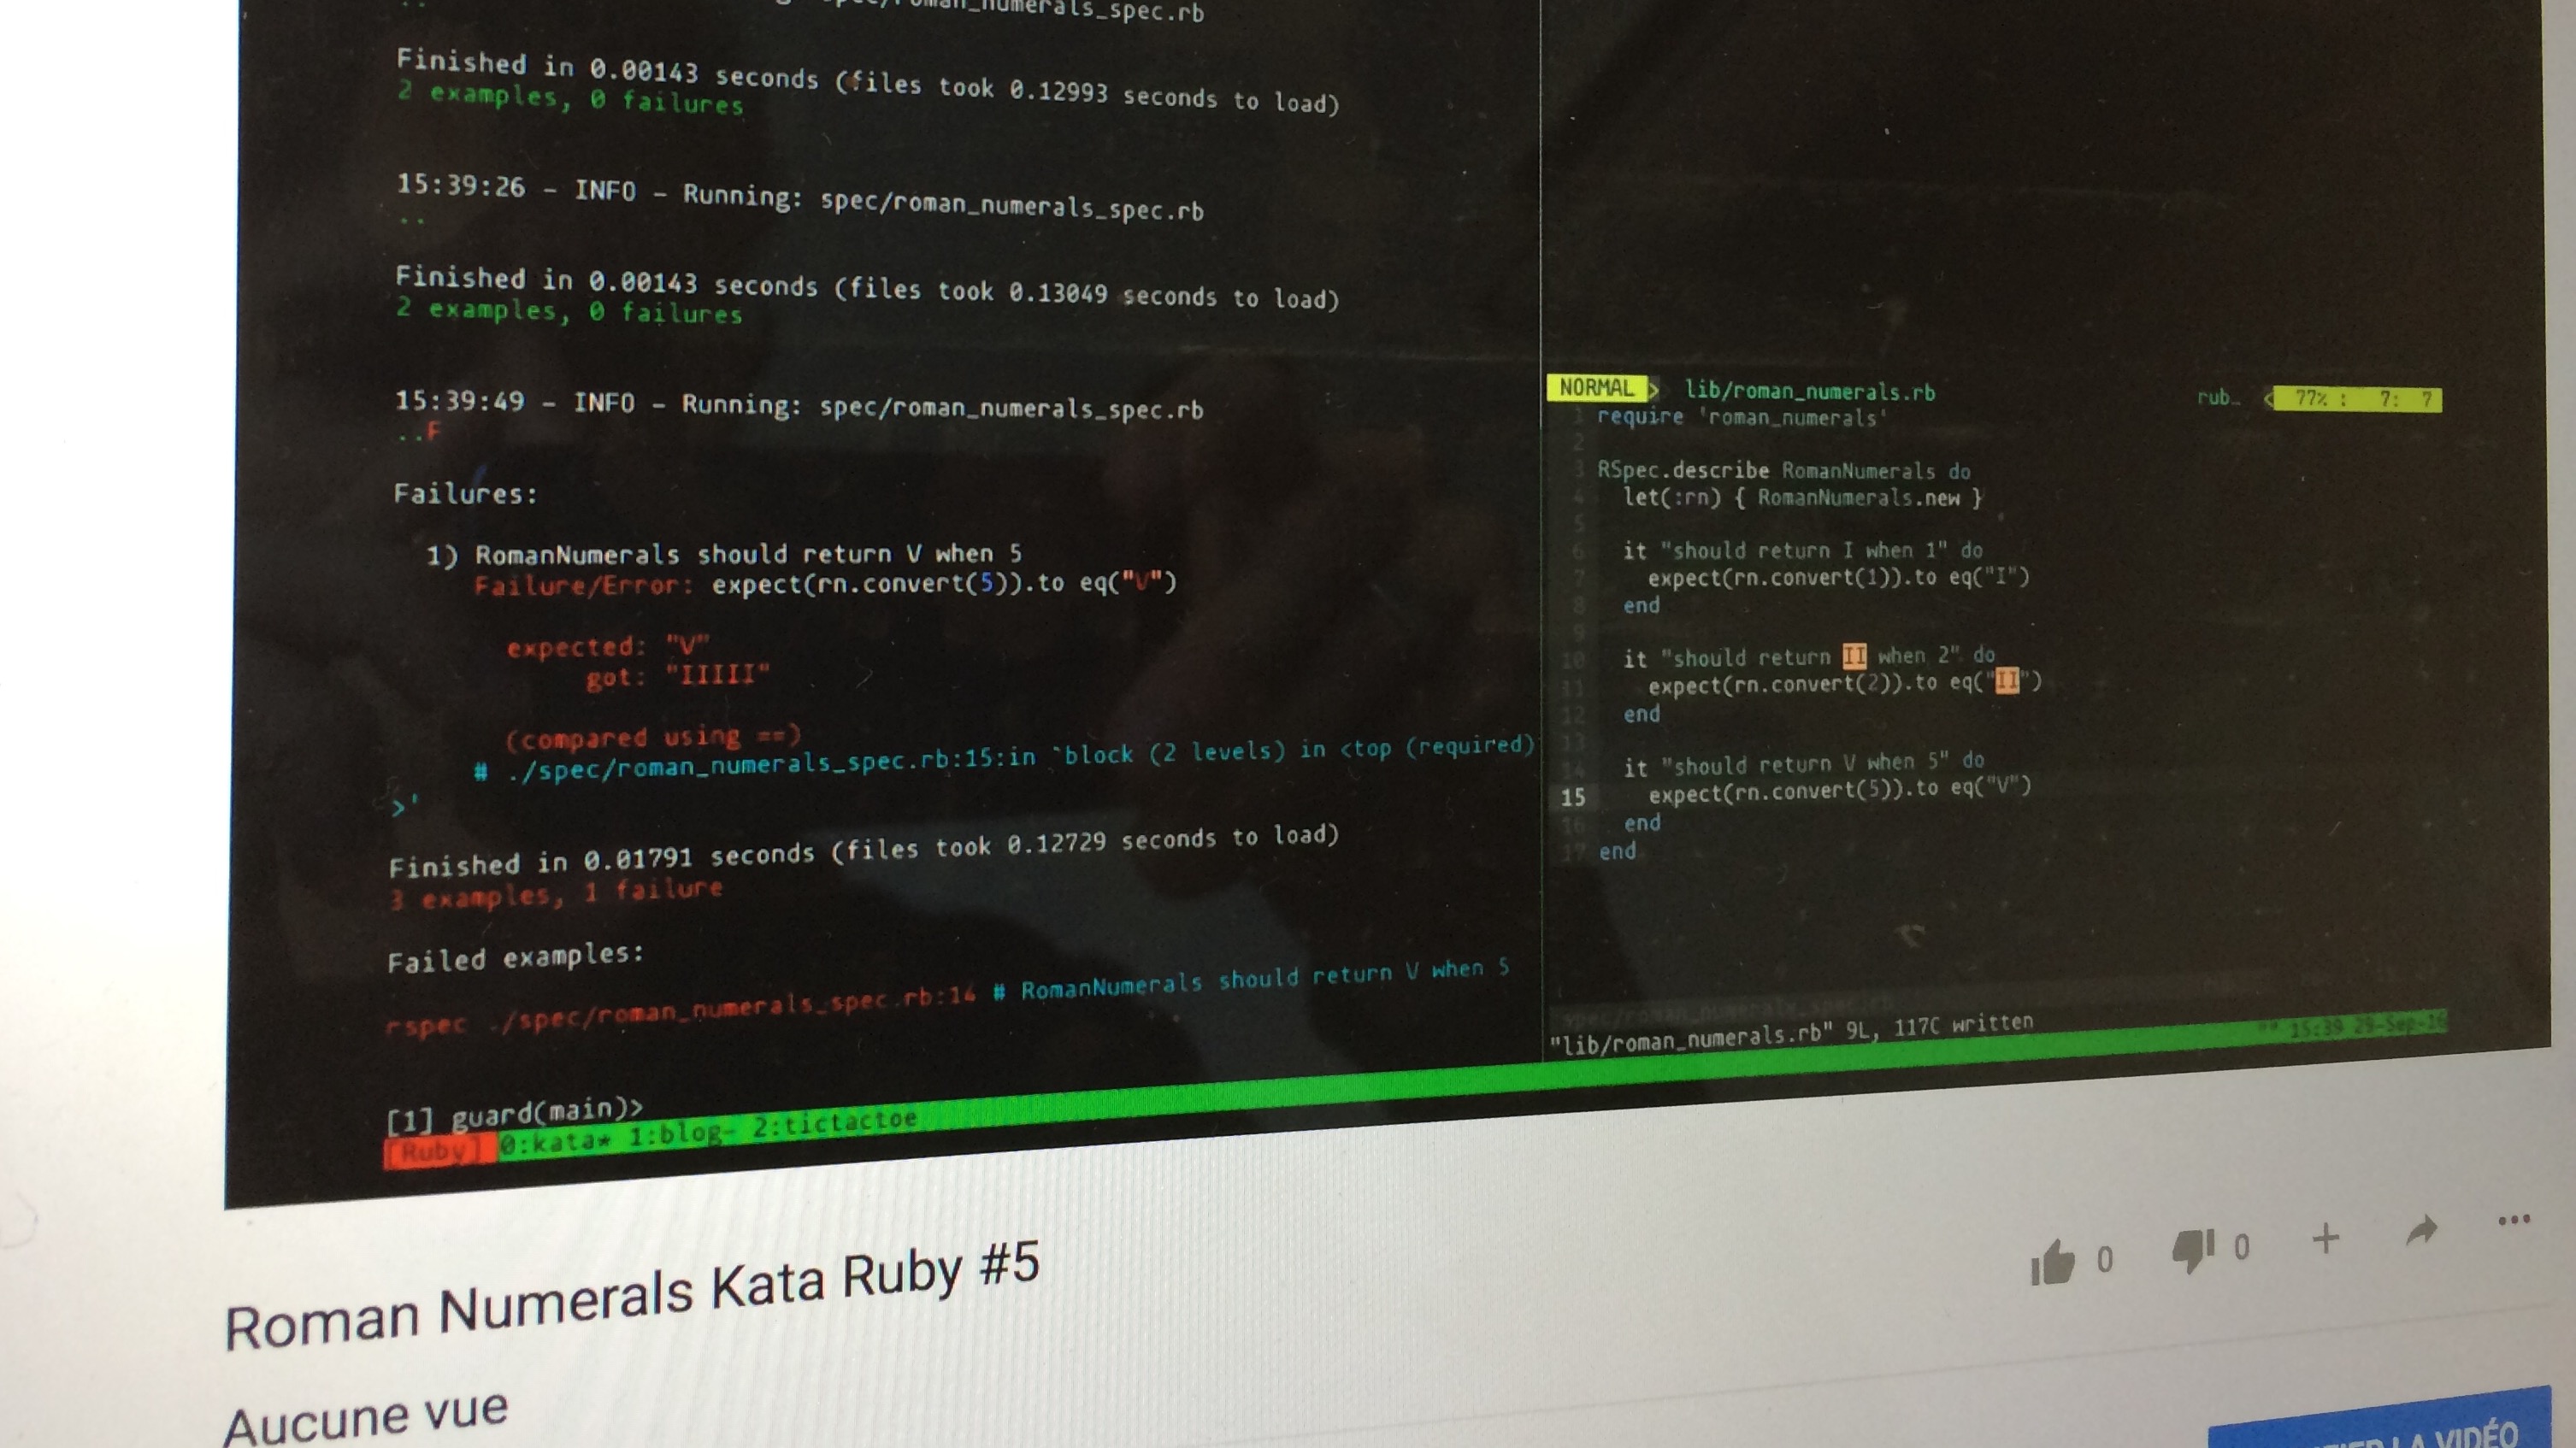 roman_numerals_spec.rb
Finished in 0.00143 seconds (files took 0.12993 seconds to load)
2 examples, 0 failures
15:39:26 - INFO - Running: spec/roman_numerals_spec.rb
..
Finished in 0.00143 seconds (files took 0.13049 seconds to load)
2 examples, 0 failures
15:39:49 - INFO - Running: spec/roman_numerals_spec.rb
..F
Failures:
1) RomanNumerals should return V when 5
Failure/Error: expect(rn.convert(5)).to eq("V")
expected: "V"
got: "IIIII"
(compared using ==)
# ./spec/roman_numerals_spec.rb:15:in `block (2 levels) in <top (required)
>'
Finished in 0.01791 seconds (files took 0.12729 seconds to load)
3 examples, 1 failure
Failed examples:
rspec ./spec/roman_numerals_spec.rb:14 # RomanNumerals should return V when 5
[1] guard(main)>
[Ruby] 0:kata* 1:blog- 2:tictactoe
NORMAL > lib/roman_numerals.rb rub_ < 77% : 7: 7
1 require 'roman_numerals'
2
3 RSpec.describe RomanNumerals do
4 let(:rn) { RomanNumerals.new }
5
6 it "should return I when 1" do
7 expect(rn.convert(1)).to eq("I")
8 end
9
10 it "should return II when 2" do
11 expect(rn.convert(2)).to eq("II")
12 end
13
14 it "should return V when 5" do
15 expect(rn.convert(5)).to eq("V")
16 end
17 end
spec/roman_numerals_spec.rb
"lib/roman_numerals.rb" 9L, 117C written
15:39 29-Sep-16
Roman Numerals Kata Ruby #5
0 0 + ...
Aucune vue
LA VIDÉO